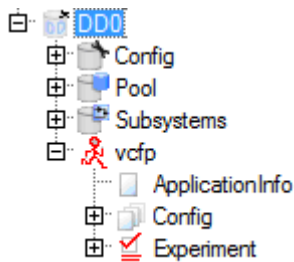 DD0
Config
Pool
Subsystems
vcfp
ApplicationInfo
Config
Experiment